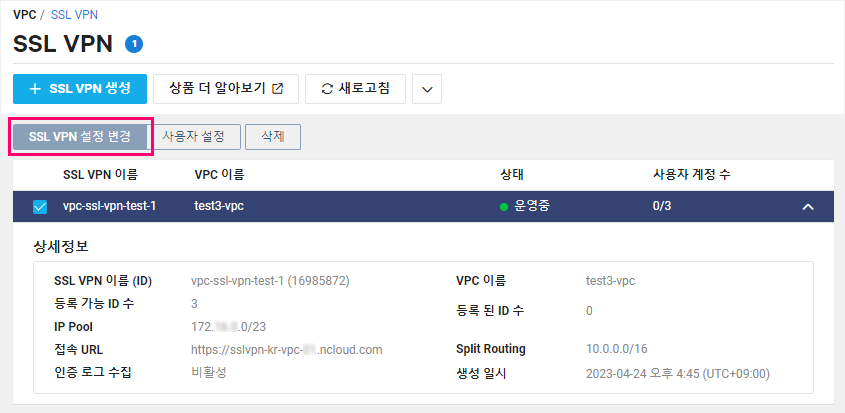 VPC / SSL VPN
SSL VPN 1
+ SSL VPN 생성 상품 더 알아보기 새로고침
SSL VPN 설정 변경 사용자 설정 삭제
SSL VPN 이름 VPC 이름 상태 사용자 계정 수
vpc-ssl-vpn-test-1 test3-vpc 운영중 0/3
상세정보
SSL VPN 이름 (ID) vpc-ssl-vpn-test-1 (16985872) VPC 이름 test3-vpc
등록 가능 ID 수 3 등록 된 ID 수 0
IP Pool 172. .0/23
접속 URL https://sslvpn-kr-vpc- .ncloud.com Split Routing 10.0.0.0/16
인증 로그 수집 비활성 생성 일시 2023-04-24 오후 4:45 (UTC+09:00)